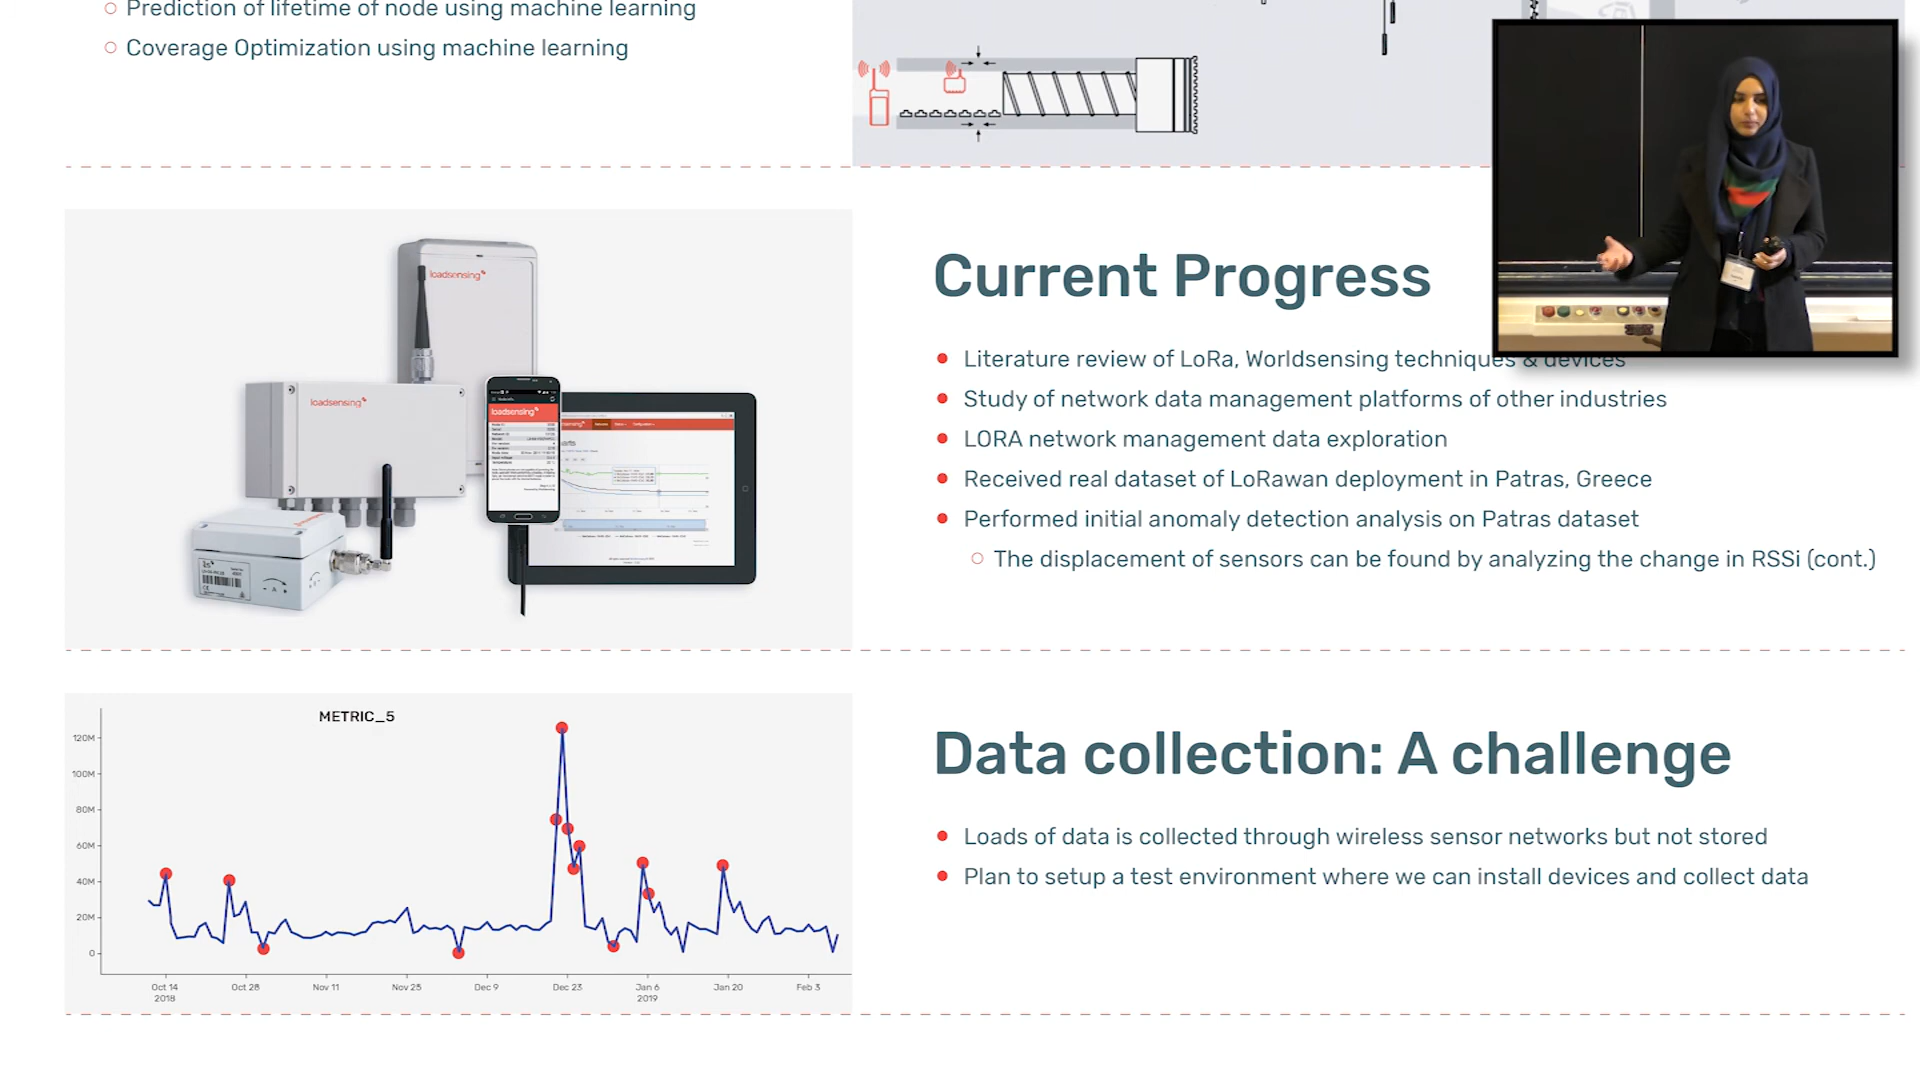 Prediction of lifetime of node using machine learning
Coverage Optimization using machine learning
Current Progress
Literature review of LoRa, Worldsensing techniques & devices
Study of network data management platforms of other industries
LORA network management data exploration
Received real dataset of LoRawan deployment in Patras, Greece
Performed initial anomaly detection analysis on Patras dataset
The displacement of sensors can be found by analyzing the change in RSSi (cont.)
loadsensing
loadsensing
loadsensing
METRIC_5
120M
100M
80M
60M
40M
20M
0
Oct 14 Oct 28 Nov 11 Nov 25 Dec 9 Dec 23 Jan 6 Jan 20 Feb 3
2018 2019
Data collection: A challenge
Loads of data is collected through wireless sensor networks but not stored
Plan to setup a test environment where we can install devices and collect data